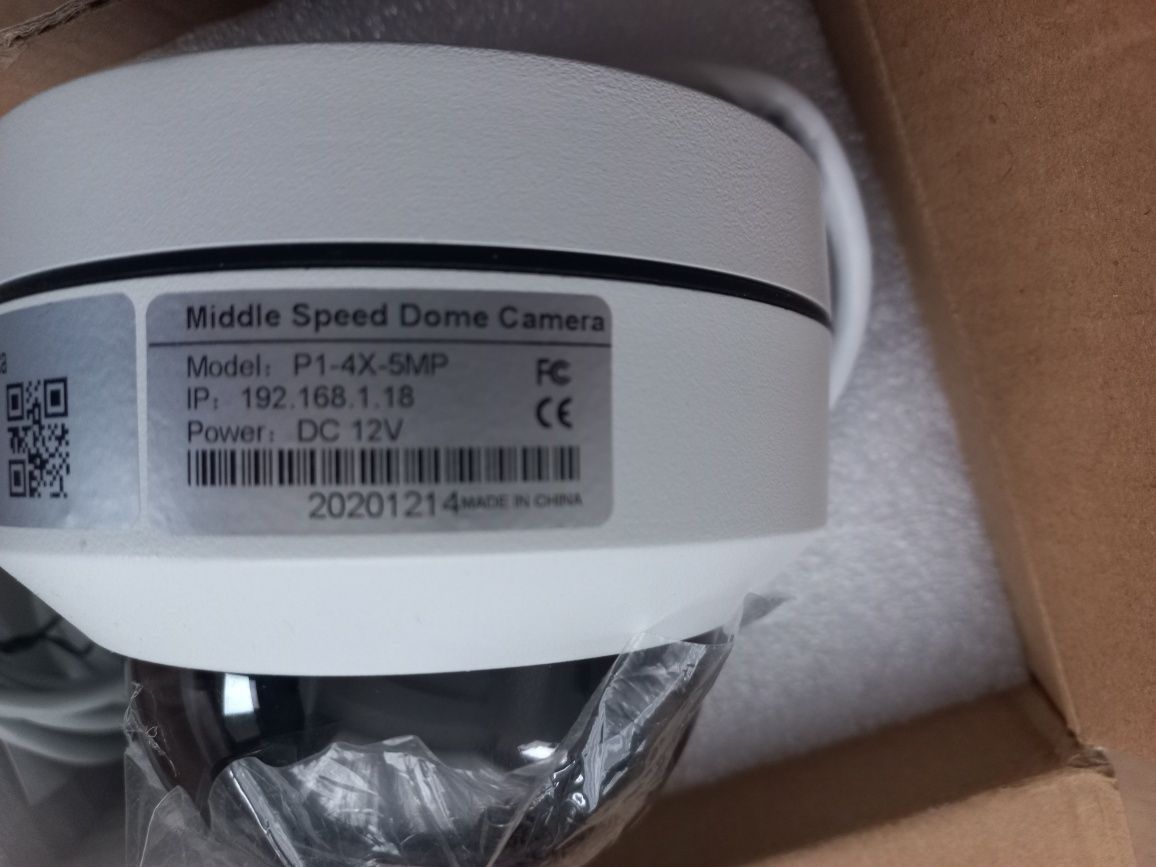 Middle Speed Dome Camera
Model: P1-4X-5MP
FC
IP: 192.168.1.18
CE
Power: DC 12V
20201214 MADE IN CHINA
a